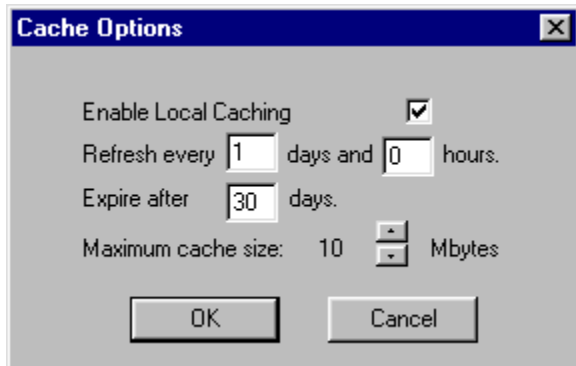 Cache Options
Enable Local Caching
Refresh every 1 days and 0 hours.
Expire after 30 days.
Maximum cache size: 10 Mbytes
OK Cancel